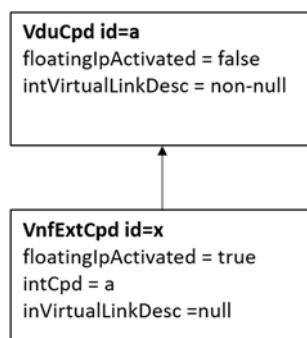 VduCpd id=a
floatingIpActivated = false
intVirtualLinkDesc = non-null
VnfExtCpd id=x
floatingIpActivated = true
intCpd = a
inVirtualLinkDesc =null